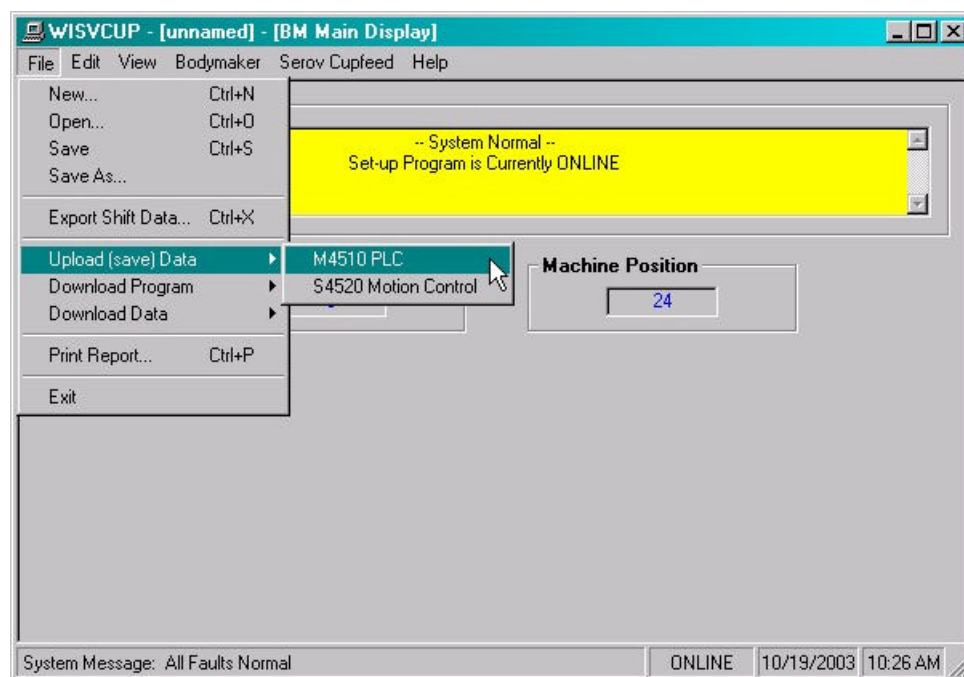 WISVCUP - [unnamed] - [BM Main Display]
File Edit View Bodymaker Serov Cupfeed Help
New... Ctrl+N
Open... Ctrl+O
Save Ctrl+S
Save As...
Export Shift Data... Ctrl+X
Upload (save) Data
Download Program
Download Data
Print Report... Ctrl+P
Exit
M4510 PLC
S4520 Motion Control
-- System Normal --
Set-up Program is Currently ONLINE
Machine Position
24
System Message: All Faults Normal ONLINE 10/19/2003 10:26 AM